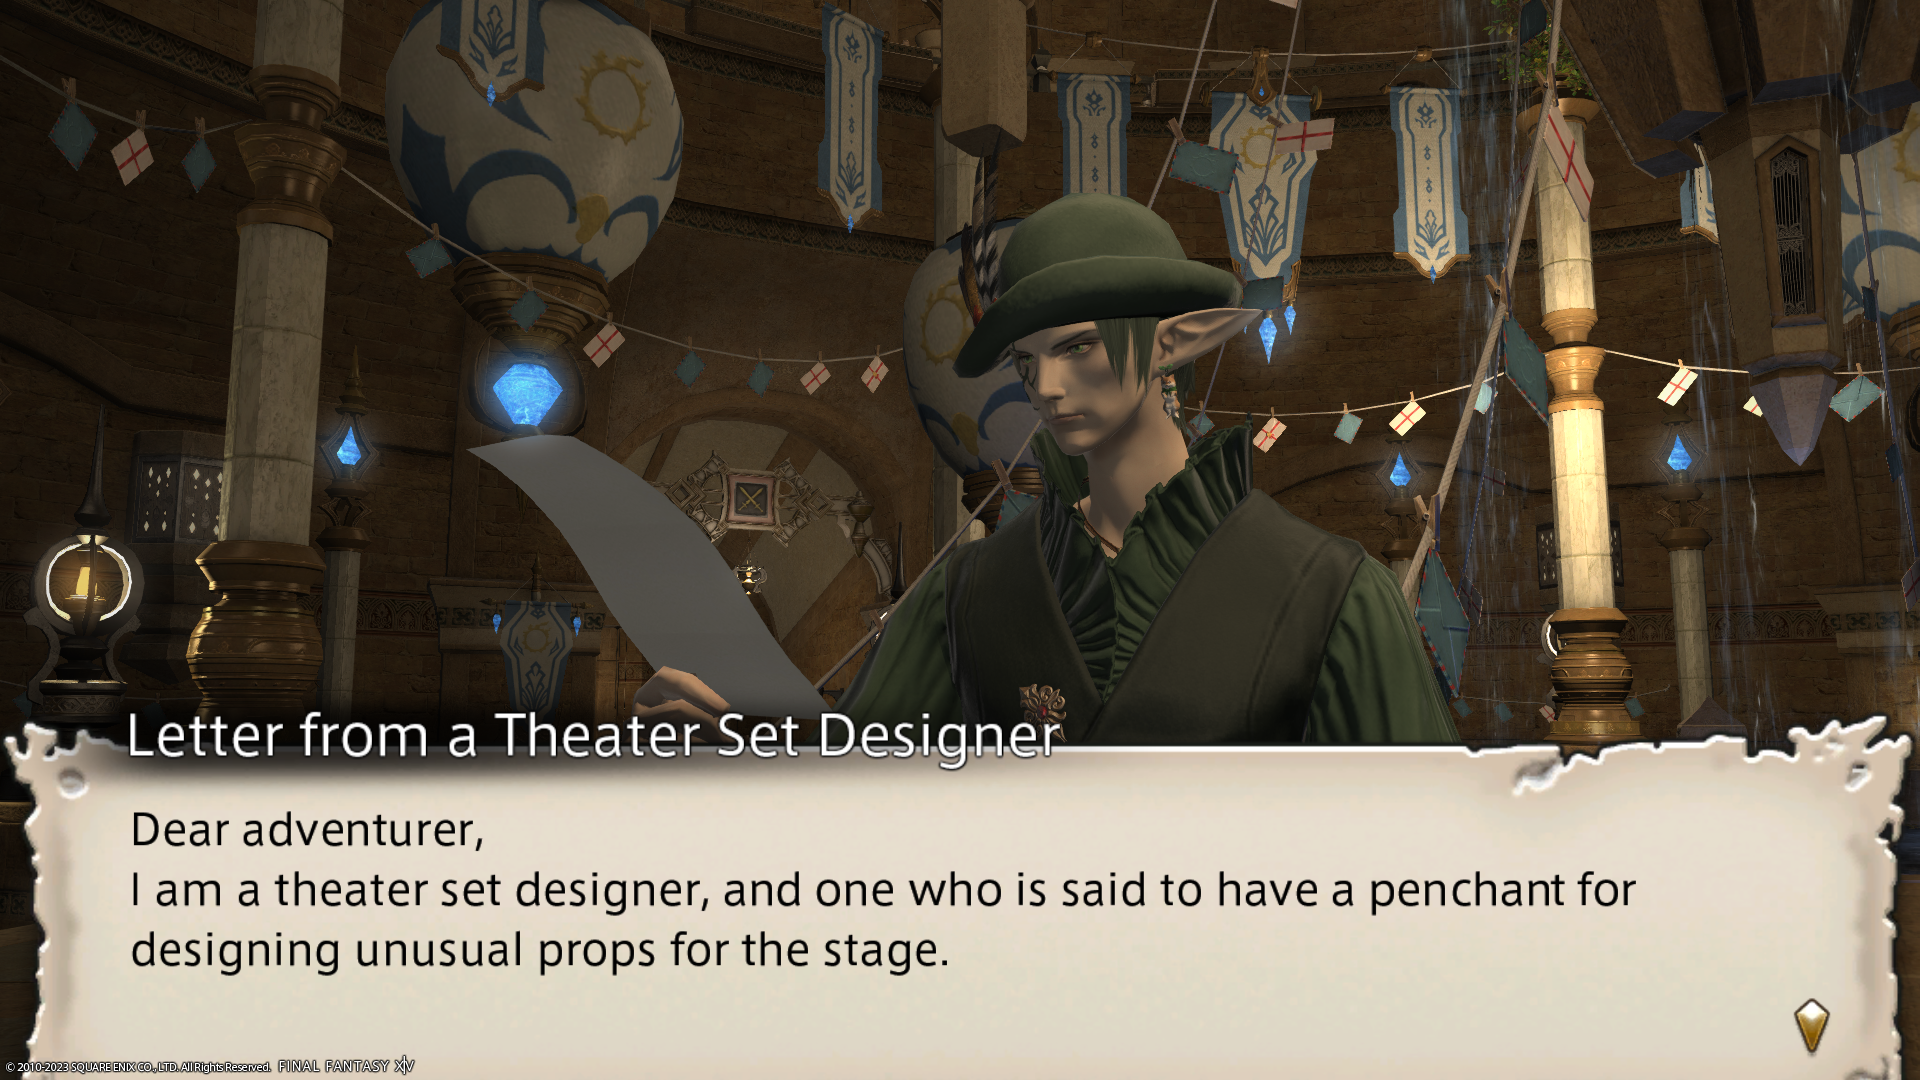 Letter from a Theater Set Designer
Dear adventurer,
I am a theater set designer, and one who is said to have a penchant for
designing unusual props for the stage.
© 2010-2023 SQUARE ENIX CO., LTD. All Rights Reserved. FINAL FANTASY XIV